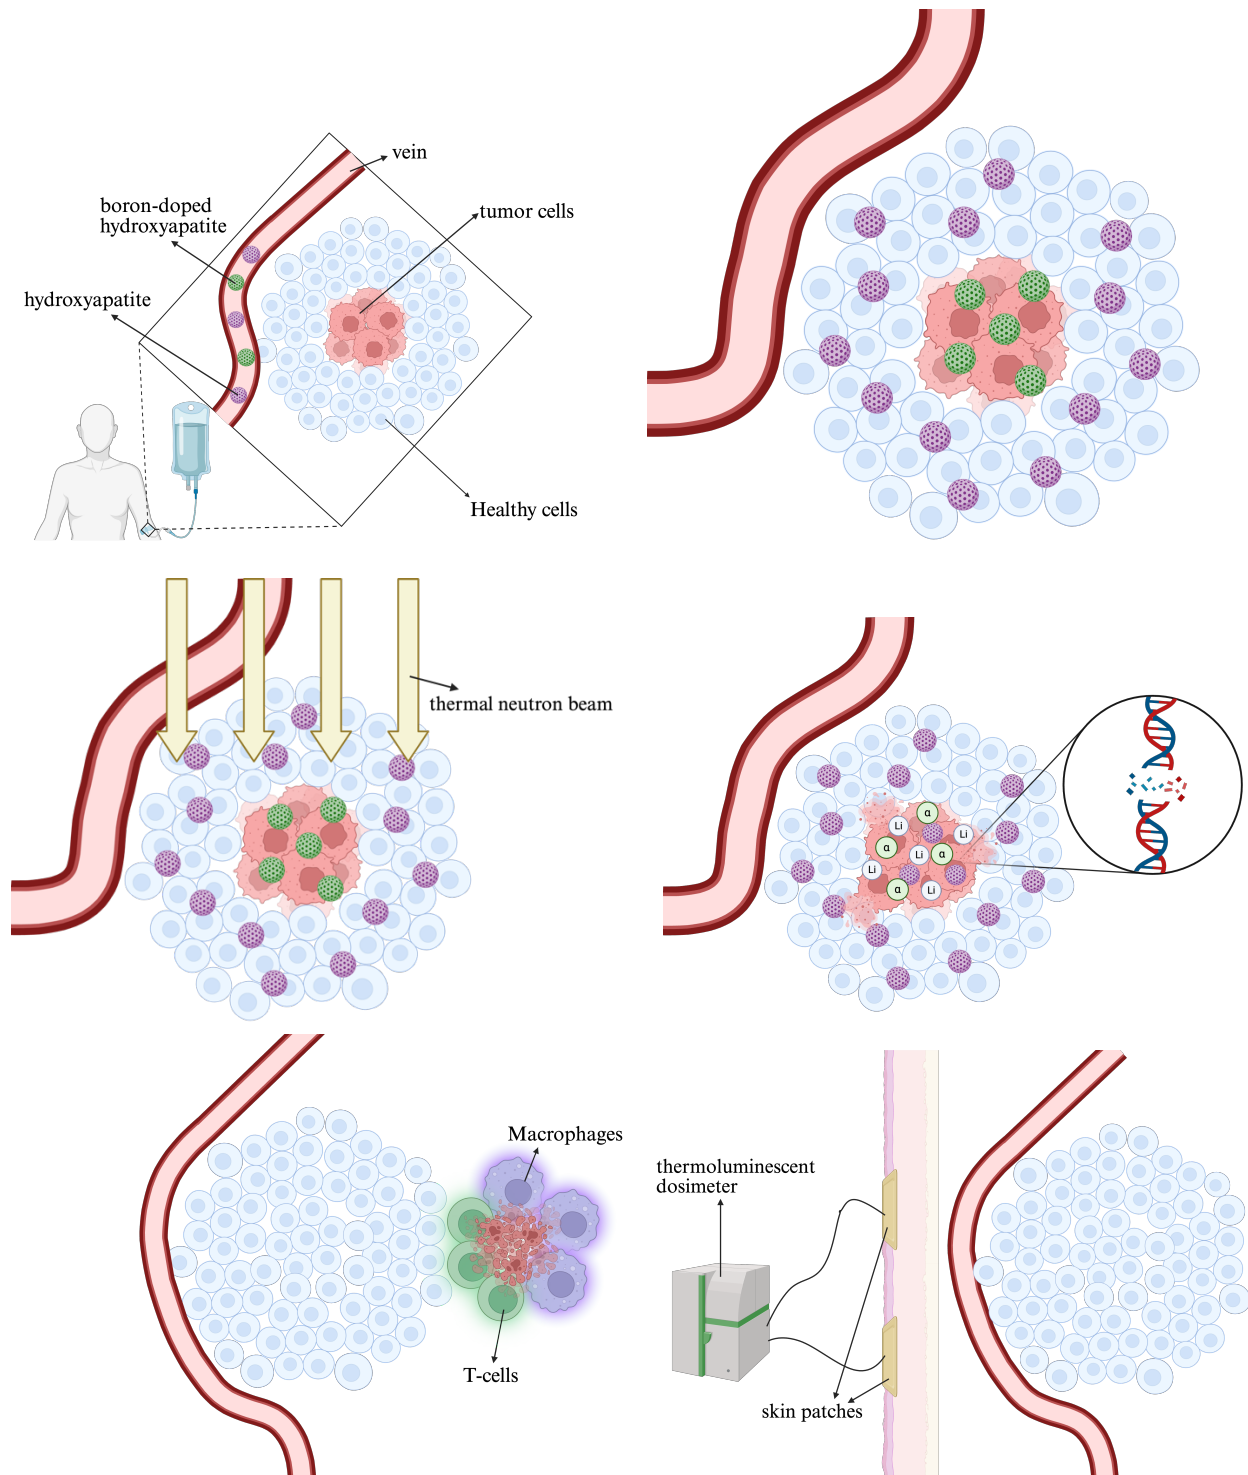 vein
boron-doped
hydroxyapatite
tumor cells
hydroxyapatite
Healthy cells
thermal neutron beam
α
Li
Li
α
Li
α
Li
α
Li
Macrophages
T-cells
thermoluminescent
dosimeter
skin patches